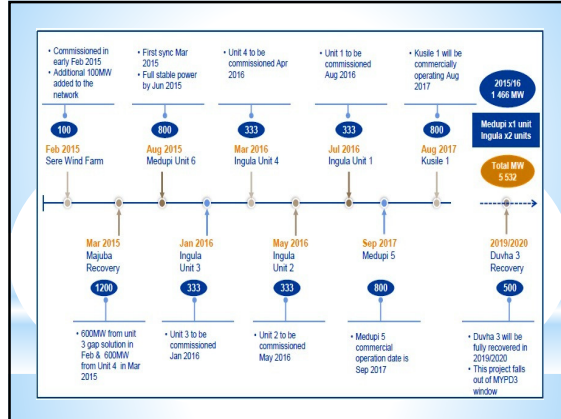 • Commissioned in
early Feb 2015
• Additional 100MW
added to the
network
100
Feb 2015
Sere Wind Farm
• First sync Mar
2015
• Full stable power
by Jun 2015
800
Aug 2015
Medupi Unit 6
• Unit 4 to be
commissioned Apr
2016
333
Mar 2016
Ingula Unit 4
• Unit 1 to be
commissioned
Aug 2016
333
Jul 2016
Ingula Unit 1
• Kusile 1 will be
commercially
operating Aug
2017
800
Aug 2017
Kusile 1
2015/16
1 466 MW
Medupi x1 unit
Ingula x2 units
Total MW
5 532
Mar 2015
Majuba
Recovery
1200
• 600MW from unit
3 gap solution in
Feb & 600MW
from Unit 4 in Mar
2015
Jan 2016
Ingula
Unit 3
333
• Unit 3 to be
commissioned
Jan 2016
May 2016
Ingula
Unit 2
333
• Unit 2 to be
commissioned
May 2016
Sep 2017
Medupi 5
800
• Medupi 5
commercial
operation date is
Sep 2017
2019/2020
Duvha 3
Recovery
500
• Duvha 3 will be
fully recovered in
2019/2020
• This project falls
out of MYPD3
window